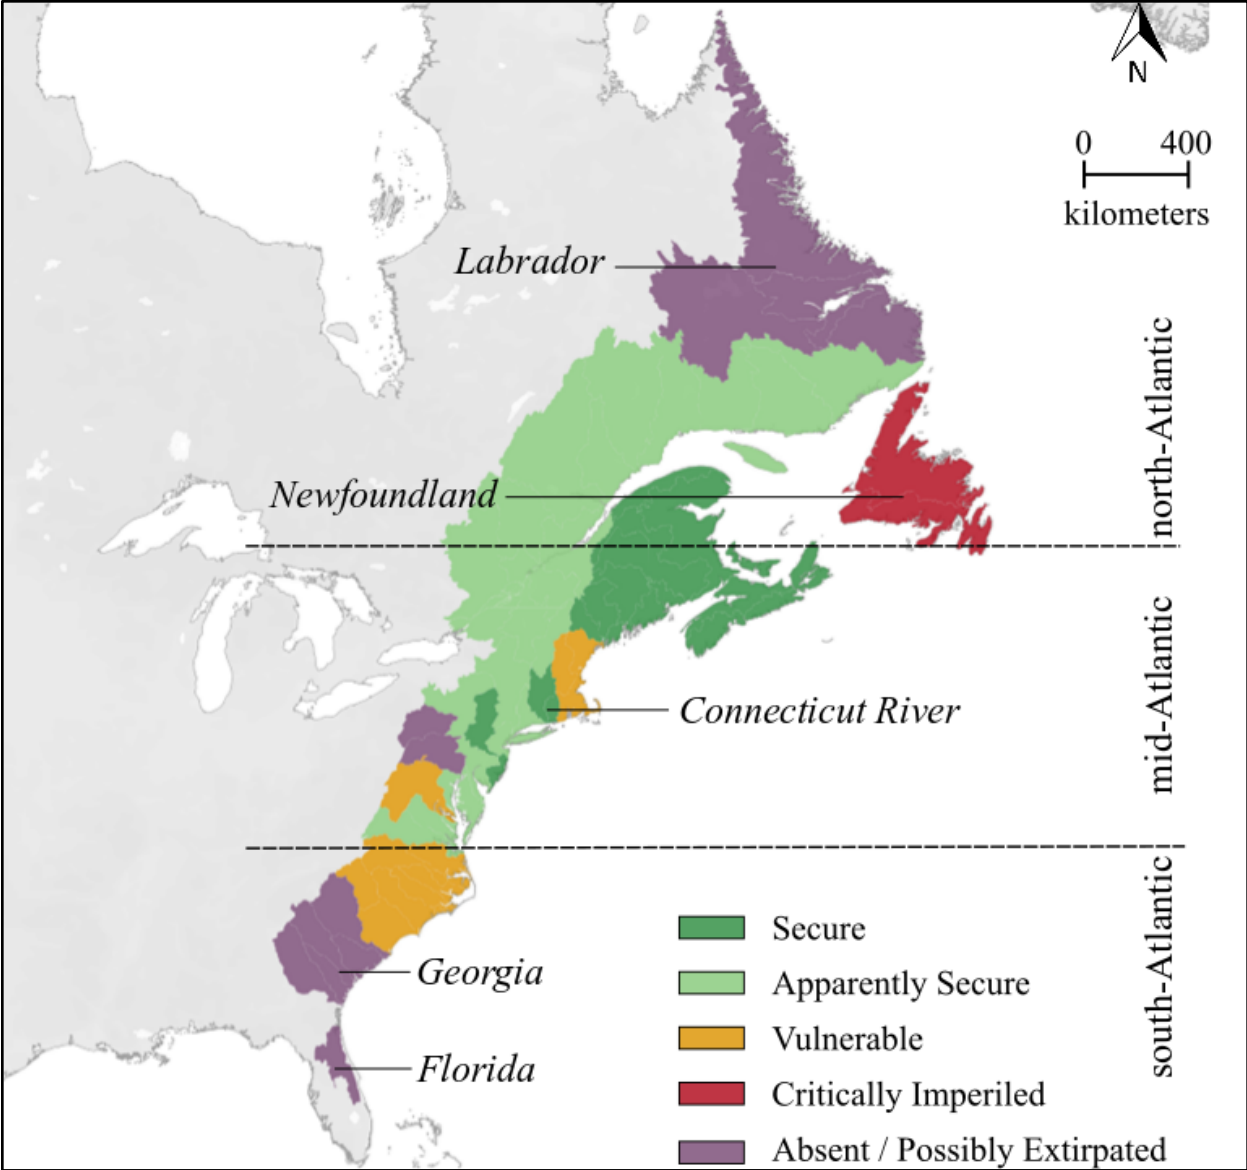 N
0 400
kilometers
Labrador
north-Atlantic
Newfoundland
mid-Atlantic
Connecticut River
south-Atlantic
Secure
Georgia
Apparently Secure
Vulnerable
Florida
Critically Imperiled
Absent / Possibly Extirpated